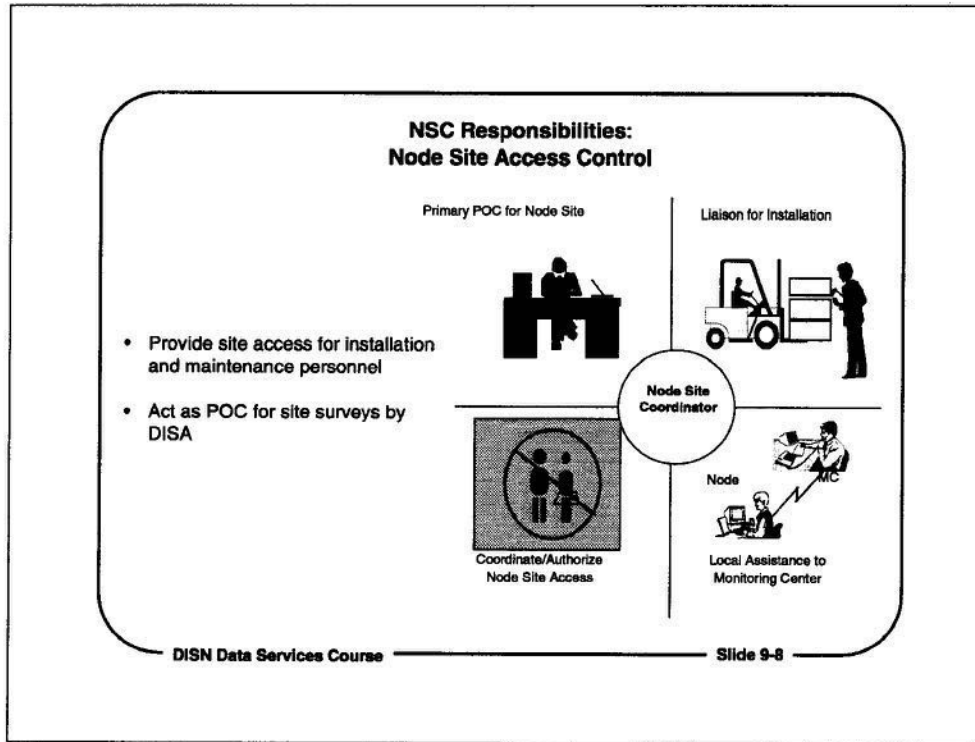 NSC Responsibilities:
Node Site Access Control
• Provide site access for installation
and maintenance personnel
• Act as POC for site surveys by
DISA
Primary POC for Node Site
Liaison for Installation
Node Site
Coordinator
Coordinate/Authorize
Node Site Access
Node
MC
Local Assistance to
Monitoring Center
DISN Data Services Course
Slide 9-8